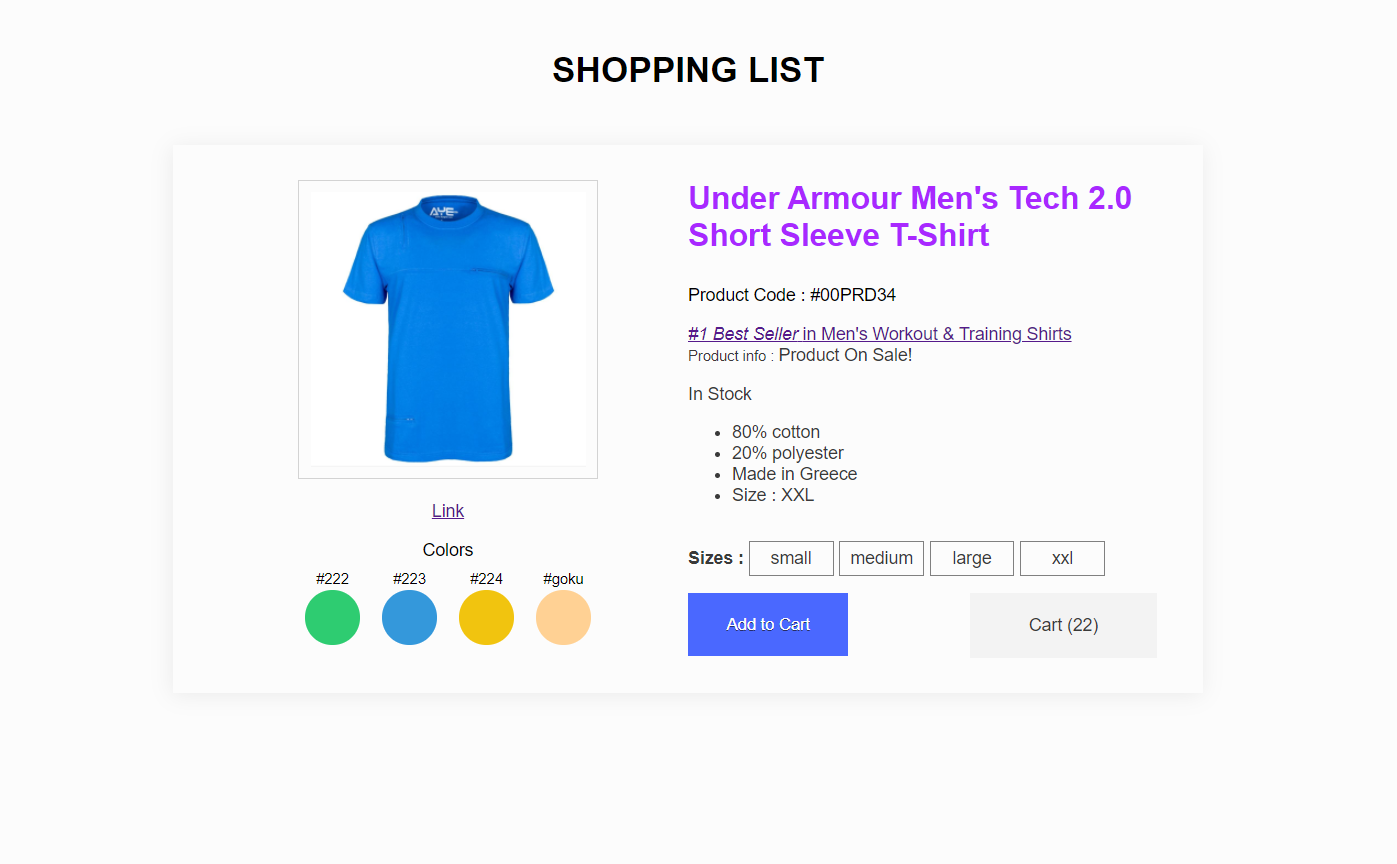 SHOPPING LIST
Under Armour Men's Tech 2.0
Short Sleeve T-Shirt
Product Code : #00PRD34
#1 Best Seller in Men's Workout & Training Shirts
Product info : Product On Sale!
In Stock
80% cotton
20% polyester
Made in Greece
Size : XXL
Sizes : small medium large xxl
Add to Cart
Cart (22)
AYE
Link
Colors
#222 #223 #224 #goku